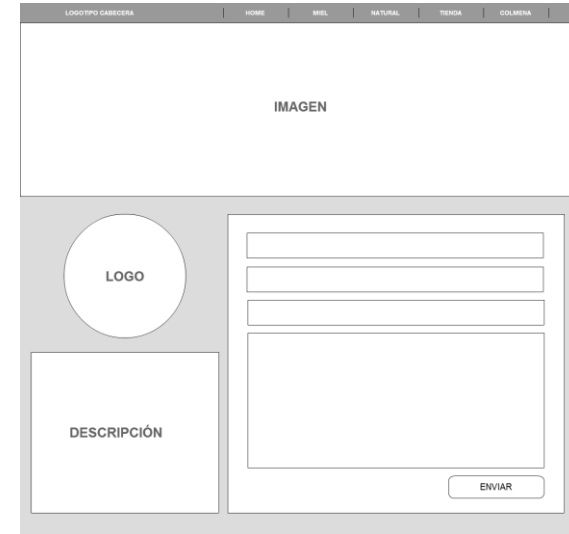 LOGOTIPO CABECERA HOME MIEL NATURAL TIENDA COLMENA
IMAGEN
LOGO
DESCRIPCIÓN
ENVIAR